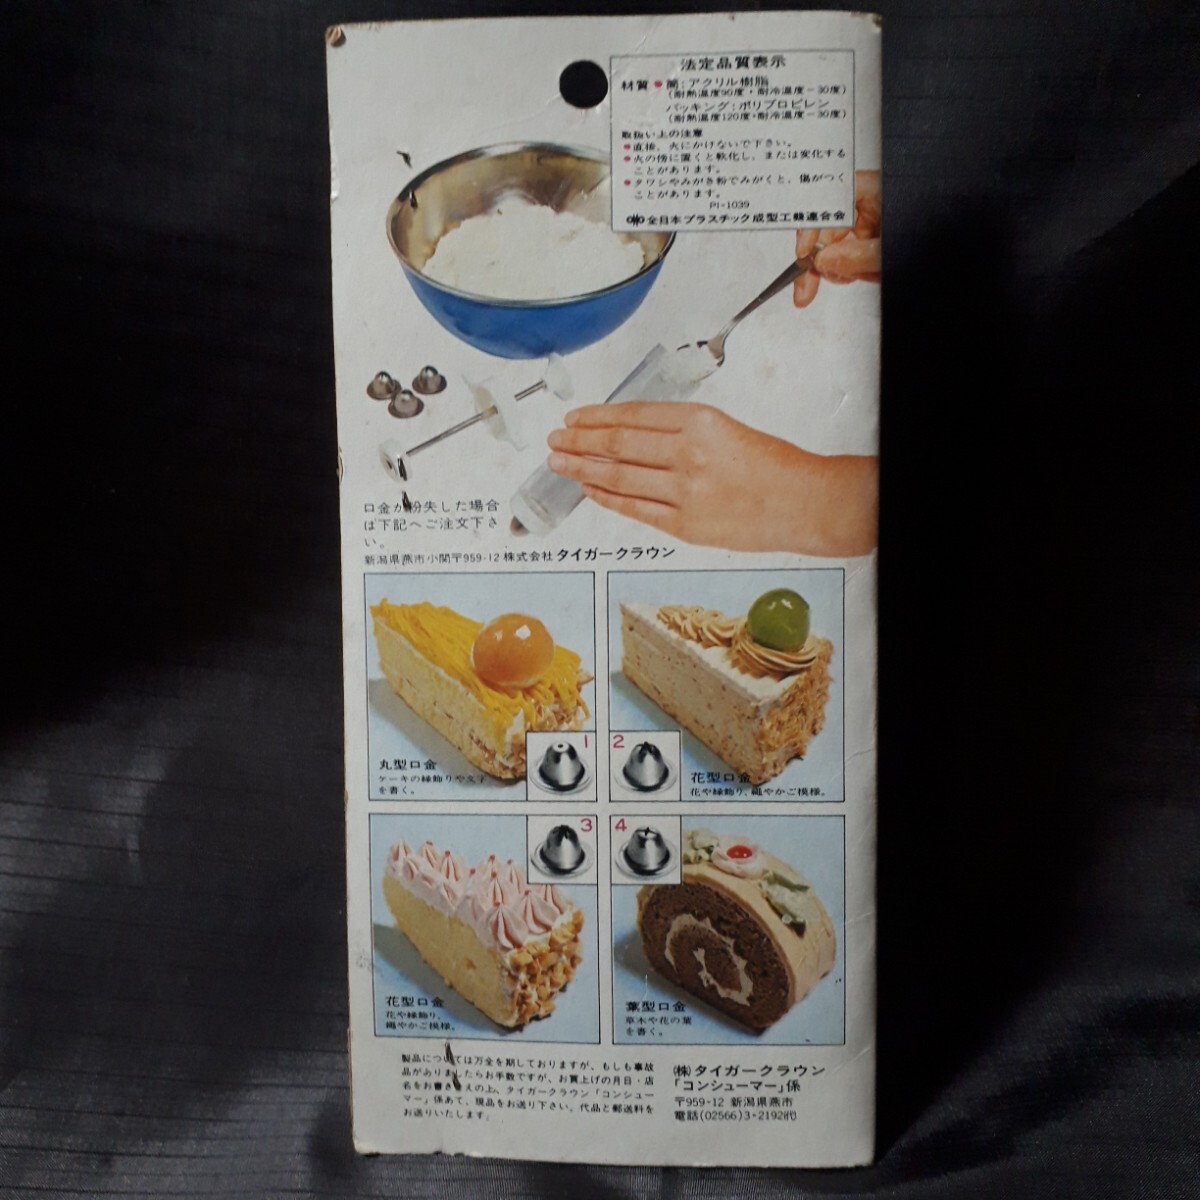 法定品質表示
材質 ●筒:アクリル樹脂
(耐熱温度90度・耐冷温度−30度)
パッキング:ポリプロピレン
(耐熱温度120度・耐冷温度−30度)
取扱い上の注意
●直接、火にかけないで下さい。
●火の傍に置くと軟化し、または変化する
ことがあります。
●タワシやみがき粉でみがくと、傷がつく
ことがあります。
PI-1039
全日本プラスチック成型工業連合会
口金が紛失した場合
は下記へご注文下さ
い。
新潟県燕市小関〒959-12 株式会社 タイガークラウン
1
丸型口金
ケーキの縁飾りや文字
を書く。
2
花型口金
花や縁飾り、縄やかご模様。
3
花型口金
花や縁飾り、
縄やかご模様。
4
葉型口金
草木や花の葉
を書く。
製品については万全を期しておりますが、もしも事故
品がありましたらお手数ですが、お買上げの月日・店
名をお書き添えの上、タイガークラウン「コンシュー
マー」係あて、現品をお送り下さい。代品と郵送料を
お送りいたします。
(株)タイガークラウン
「コンシューマー」係
〒959-12 新潟県燕市
電話(02566)3-2192代